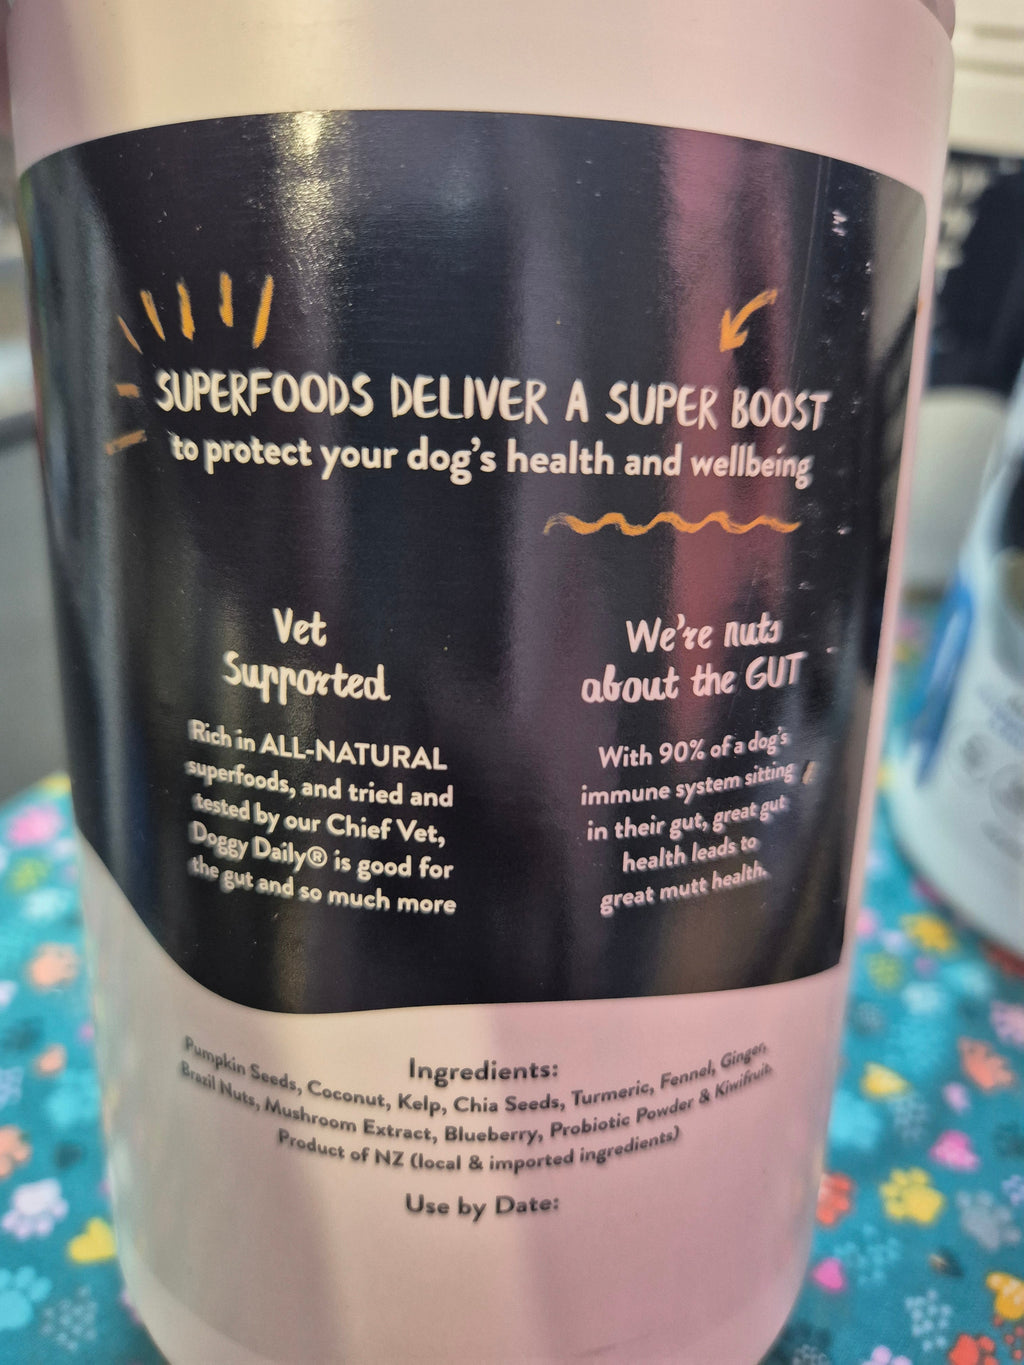 SUPERFOODS DELIVER A SUPER BOOST
to protect your dog's health and wellbeing
Vet
Supported
Rich in ALL-NATURAL
superfoods, and tried and
tested by our Chief Vet,
Doggy Daily® is good for
the gut and so much more
We're nuts
about the GUT
With 90% of a dog's
immune system sitting
in their gut, great gut
health leads to
great mutt health.
Ingredients:
Pumpkin Seeds, Coconut, Kelp, Chia Seeds, Turmeric, Fennel, Ginger,
Brazil Nuts, Mushroom Extract, Blueberry, Probiotic Powder & Kiwifruit.
Product of NZ (local & imported ingredients)
Use by Date: